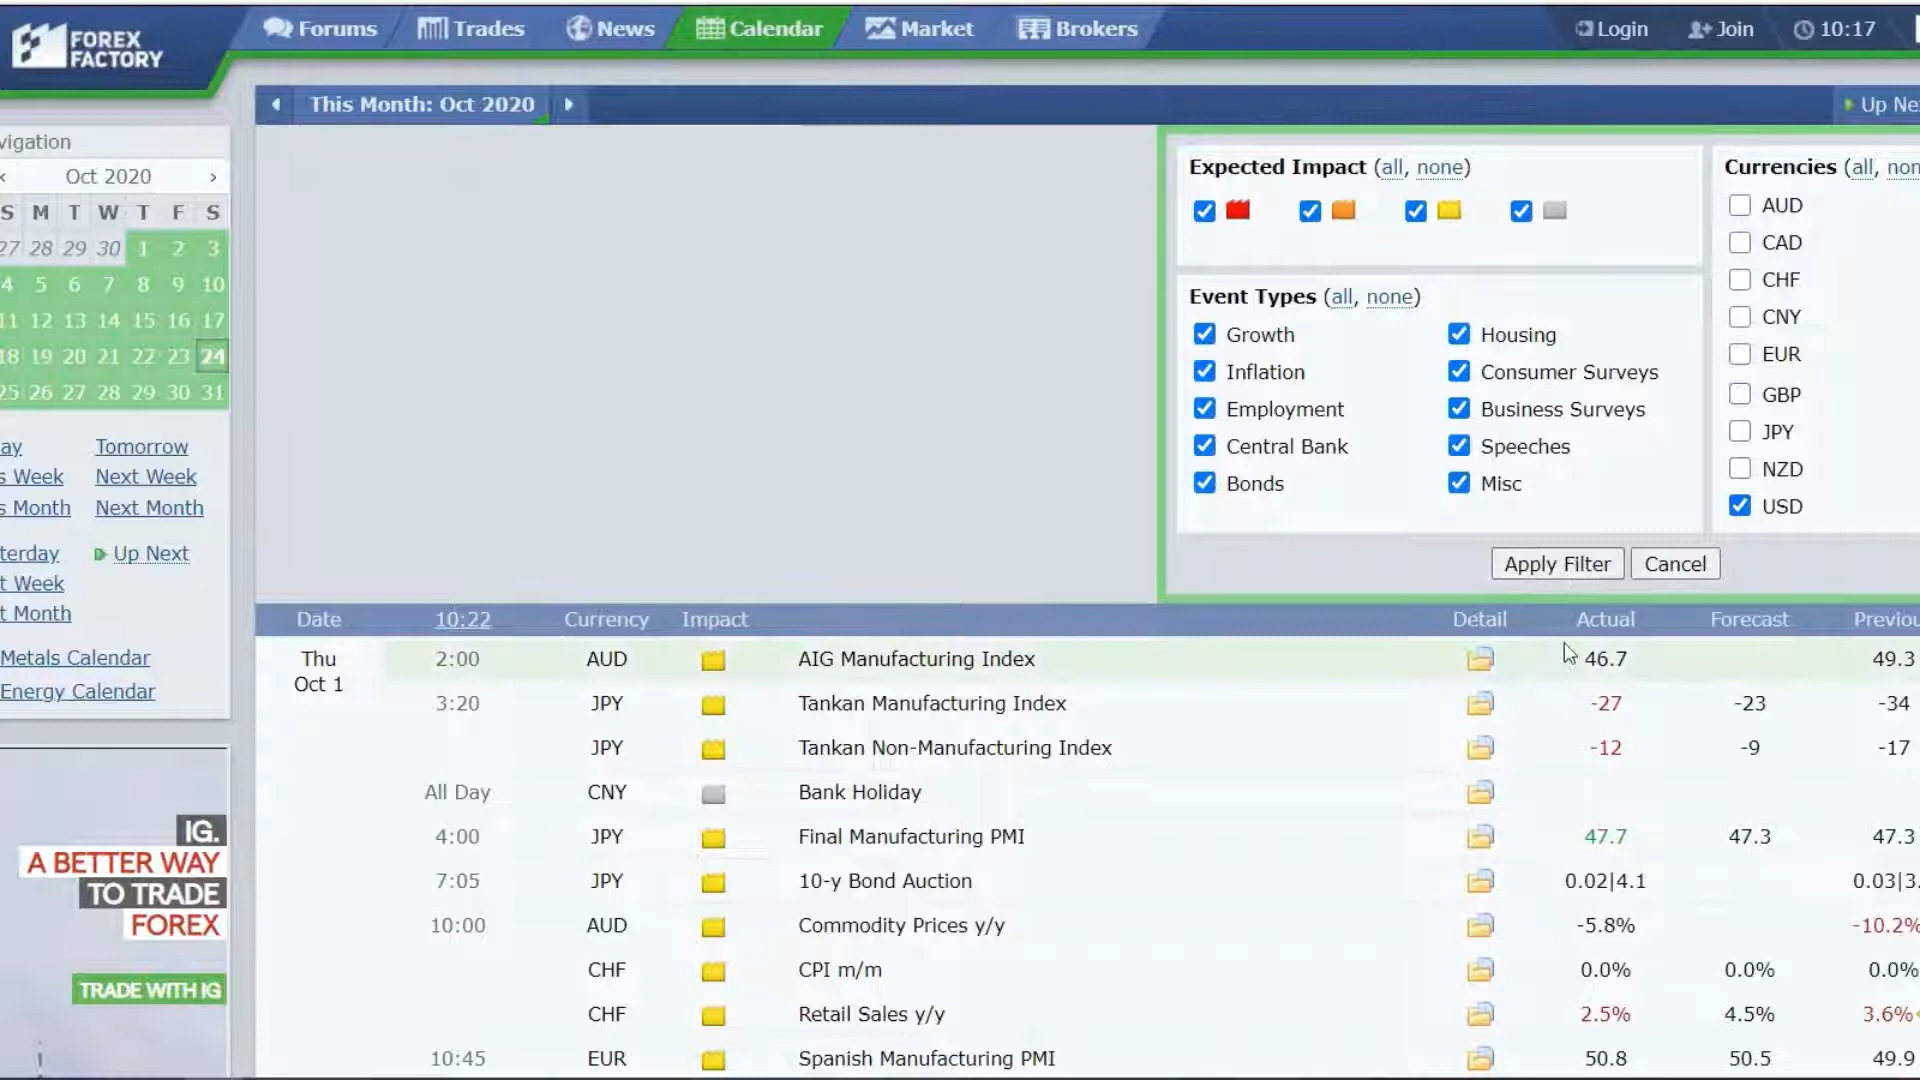 FOREX
FACTORY
Forums
Trades
News
Calendar
Market
Brokers
Login
Join
10:17
This Month: Oct 2020
Up Ne
vigation
Oct 2020
S M T W T F S
27 28 29 30 1 2 3
4 5 6 7 8 9 10
11 12 13 14 15 16 17
18 19 20 21 22 23 24
25 26 27 28 29 30 31
ay Tomorrow
s Week Next Week
s Month Next Month
terday Up Next
t Week
t Month
Metals Calendar
Energy Calendar
IG.
A BETTER WAY
TO TRADE
FOREX
TRADE WITH IG
Expected Impact (all, none)
Event Types (all, none)
Growth Housing
Inflation Consumer Surveys
Employment Business Surveys
Central Bank Speeches
Bonds Misc
Currencies (all, non
AUD
CAD
CHF
CNY
EUR
GBP
JPY
NZD
USD
Apply Filter Cancel
Date 10:22 Currency Impact Detail Actual Forecast Previou
Thu
Oct 1
2:00 AUD AIG Manufacturing Index 46.7 49.3
3:20 JPY Tankan Manufacturing Index -27 -23 -34
JPY Tankan Non-Manufacturing Index -12 -9 -17
All Day CNY Bank Holiday
4:00 JPY Final Manufacturing PMI 47.7 47.3 47.3
7:05 JPY 10-y Bond Auction 0.02|4.1 0.03|3.
10:00 AUD Commodity Prices y/y -5.8% -10.2%
CHF CPI m/m 0.0% 0.0% 0.0%
CHF Retail Sales y/y 2.5% 4.5% 3.6%
10:45 EUR Spanish Manufacturing PMI 50.8 50.5 49.9